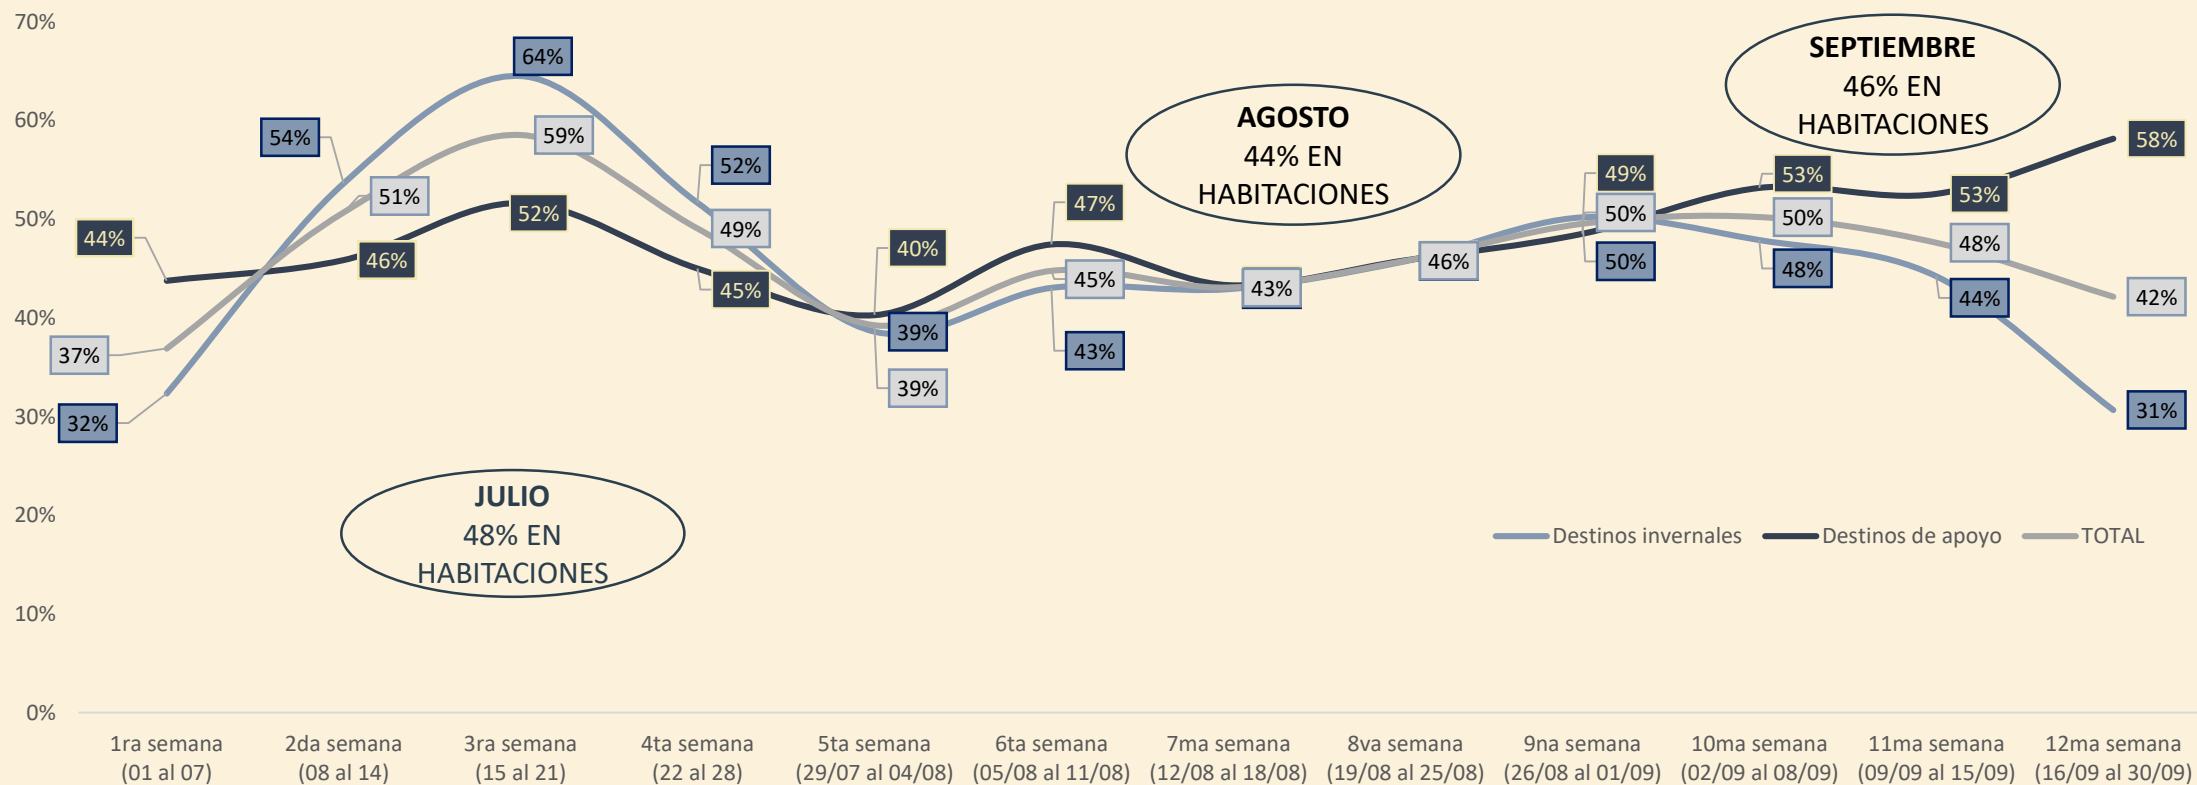 70%
60%
50%
40%
30%
20%
10%
0%
44%
37%
32%
54%
51%
46%
64%
59%
52%
52%
49%
45%
40%
39%
39%
47%
45%
43%
43%
46%
49%
50%
50%
53%
50%
48%
53%
48%
44%
58%
42%
31%
JULIO
48% EN
HABITACIONES
AGOSTO
44% EN
HABITACIONES
SEPTIEMBRE
46% EN
HABITACIONES
Destinos invernales
Destinos de apoyo
TOTAL
1ra semana
(01 al 07)
2da semana
(08 al 14)
3ra semana
(15 al 21)
4ta semana
(22 al 28)
5ta semana
(29/07 al 04/08)
6ta semana
(05/08 al 11/08)
7ma semana
(12/08 al 18/08)
8va semana
(19/08 al 25/08)
9na semana
(26/08 al 01/09)
10ma semana
(02/09 al 08/09)
11ma semana
(09/09 al 15/09)
12ma semana
(16/09 al 30/09)